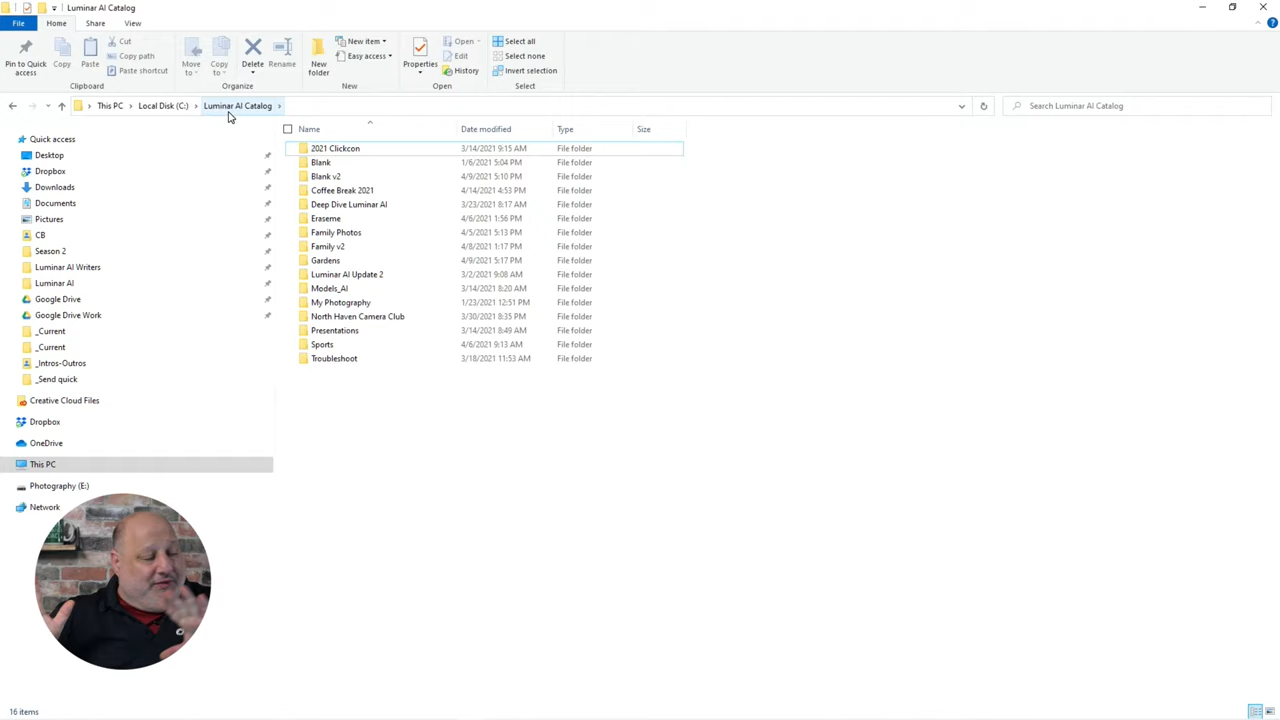 Luminar AI Catalog
File Home Share View
Pin to Quick access
Copy
Paste
Cut
Copy path
Paste shortcut
Clipboard
Move to
Copy to
Delete
Rename
Organize
New folder
New item
Easy access
New
Properties
Open
Edit
History
Open
Select all
Select none
Invert selection
Select
This PC Local Disk (C:) Luminar AI Catalog
Search Luminar AI Catalog
Quick access
Desktop
Dropbox
Downloads
Documents
Pictures
CB
Season 2
Luminar AI Writers
Luminar AI
Google Drive
Google Drive Work
_Current
_Current
_Intros-Outros
_Send quick
Creative Cloud Files
Dropbox
OneDrive
This PC
Photography (E:)
Network
Name Date modified Type Size
2021 Clickcon 3/14/2021 9:15 AM File folder
Blank 1/6/2021 5:04 PM File folder
Blank v2 4/9/2021 5:10 PM File folder
Coffee Break 2021 4/14/2021 4:53 PM File folder
Deep Dive Luminar AI 3/23/2021 8:17 AM File folder
Eraseme 4/6/2021 1:56 PM File folder
Family Photos 4/5/2021 5:13 PM File folder
Family v2 4/8/2021 1:17 PM File folder
Gardens 4/9/2021 5:17 PM File folder
Luminar AI Update 2 3/2/2021 9:08 AM File folder
Models_AI 3/14/2021 8:20 AM File folder
My Photography 1/23/2021 12:51 PM File folder
North Haven Camera Club 3/30/2021 8:35 PM File folder
Presentations 3/14/2021 8:49 AM File folder
Sports 4/6/2021 9:13 AM File folder
Troubleshoot 3/18/2021 11:53 AM File folder
16 items